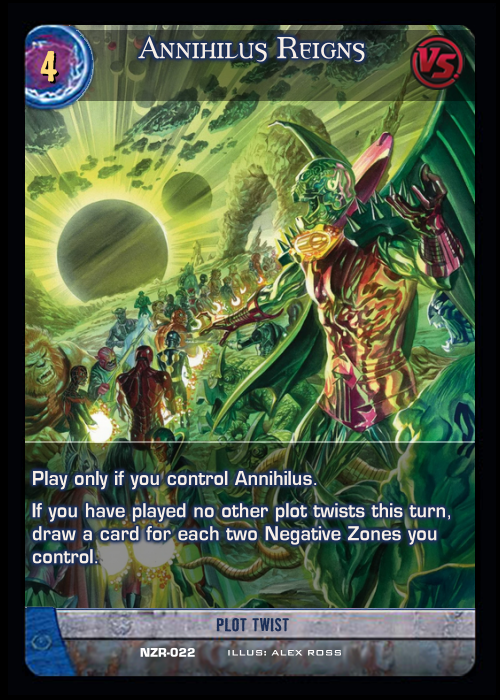 4
Annihilus Reigns
VS
Play only if you control Annihilus.
If you have played no other plot twists this turn,
draw a card for each two Negative Zones you
control.
PLOT TWIST
NZR-022 ILLUS: ALEX ROSS